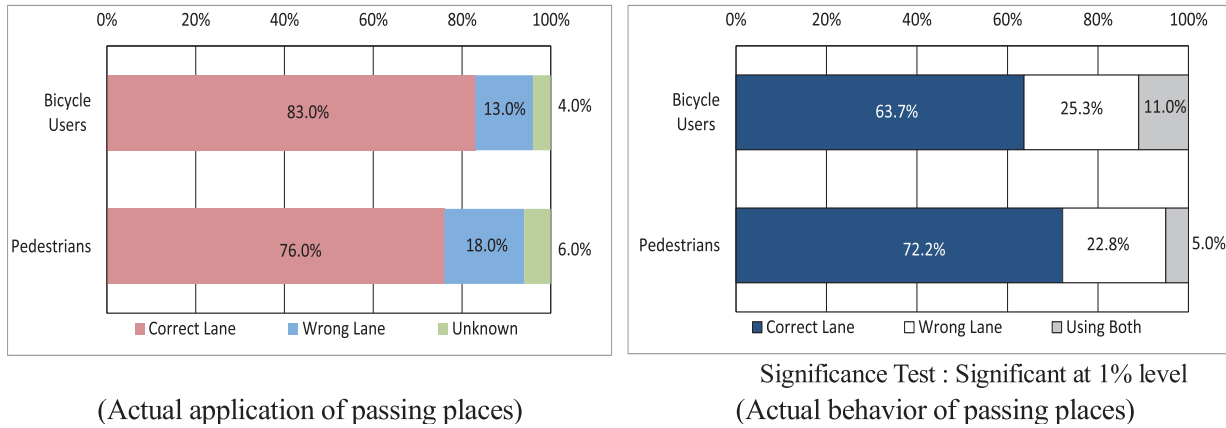 0% 20% 40% 60% 80% 100%
Bicycle
Users
83.0% 13.0% 4.0%
Pedestrians
76.0% 18.0% 6.0%
Correct Lane Wrong Lane Unknown
(Actual application of passing places)
0% 20% 40% 60% 80% 100%
Bicycle
Users
63.7% 25.3% 11.0%
Pedestrians
72.2% 22.8% 5.0%
Correct Lane Wrong Lane Using Both
Significance Test : Significant at 1% level
(Actual behavior of passing places)